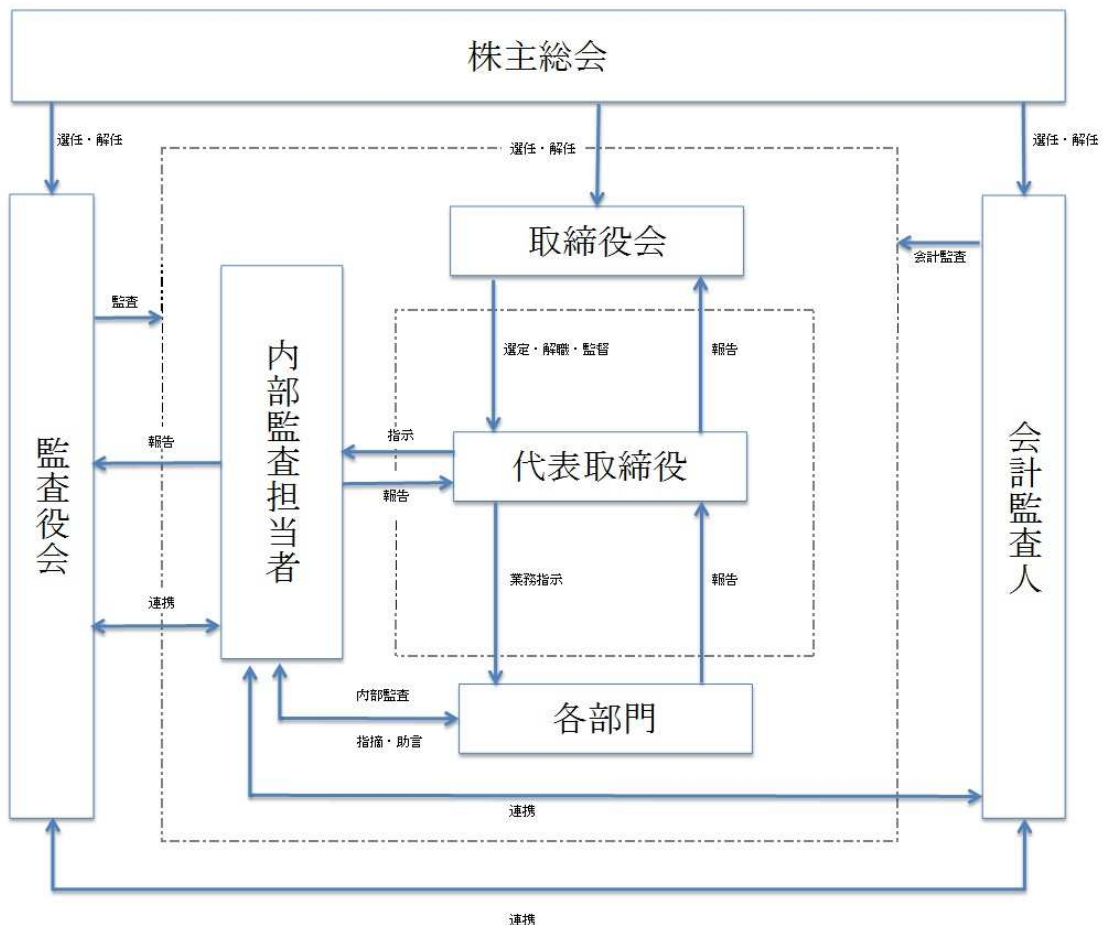 株主総会
選任・解任
選任・解任
選任・解任
取締役会
会計監査
監査
選定・解職・監督
報告
内部監査担当者
監査役会
会計監査人
指示
報告
代表取締役
報告
業務指示
報告
連携
内部監査
各部門
指摘・助言
連携
連携